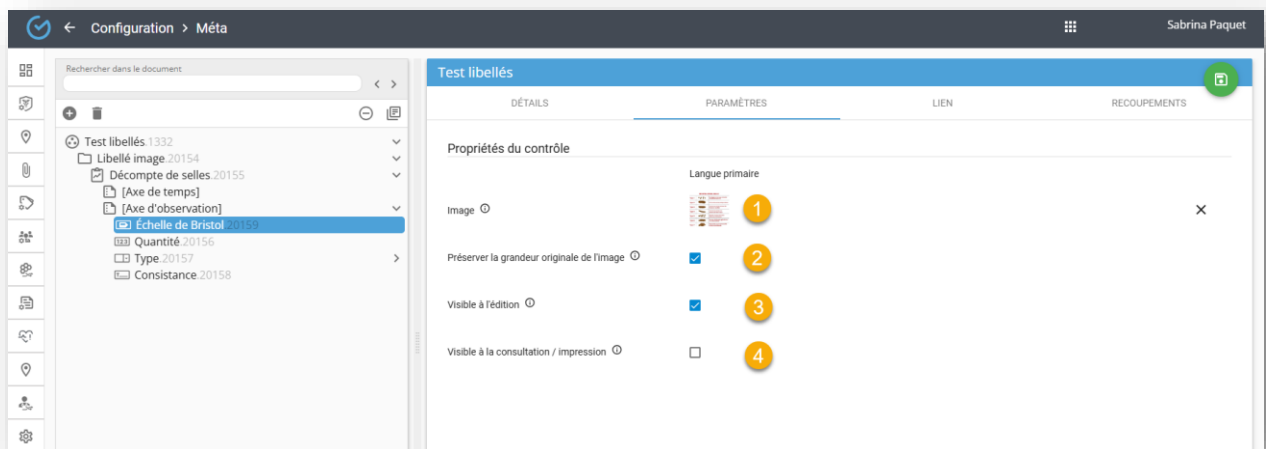 Configuration > Méta
Sabrina Paquet
Rechercher dans le document
Test libellés.1332
Libellé image.20154
Décompte de selles.20155
[Axe de temps]
[Axe d'observation]
Échelle de Bristol.20159
Quantité.20156
Type.20157
Consistance.20158
Test libellés
DÉTAILS PARAMÈTRES LIEN RECOUPEMENTS
Propriétés du contrôle
Langue primaire
Image 1
Préserver la grandeur originale de l'image 2
Visible à l'édition 3
Visible à la consultation / impression 4